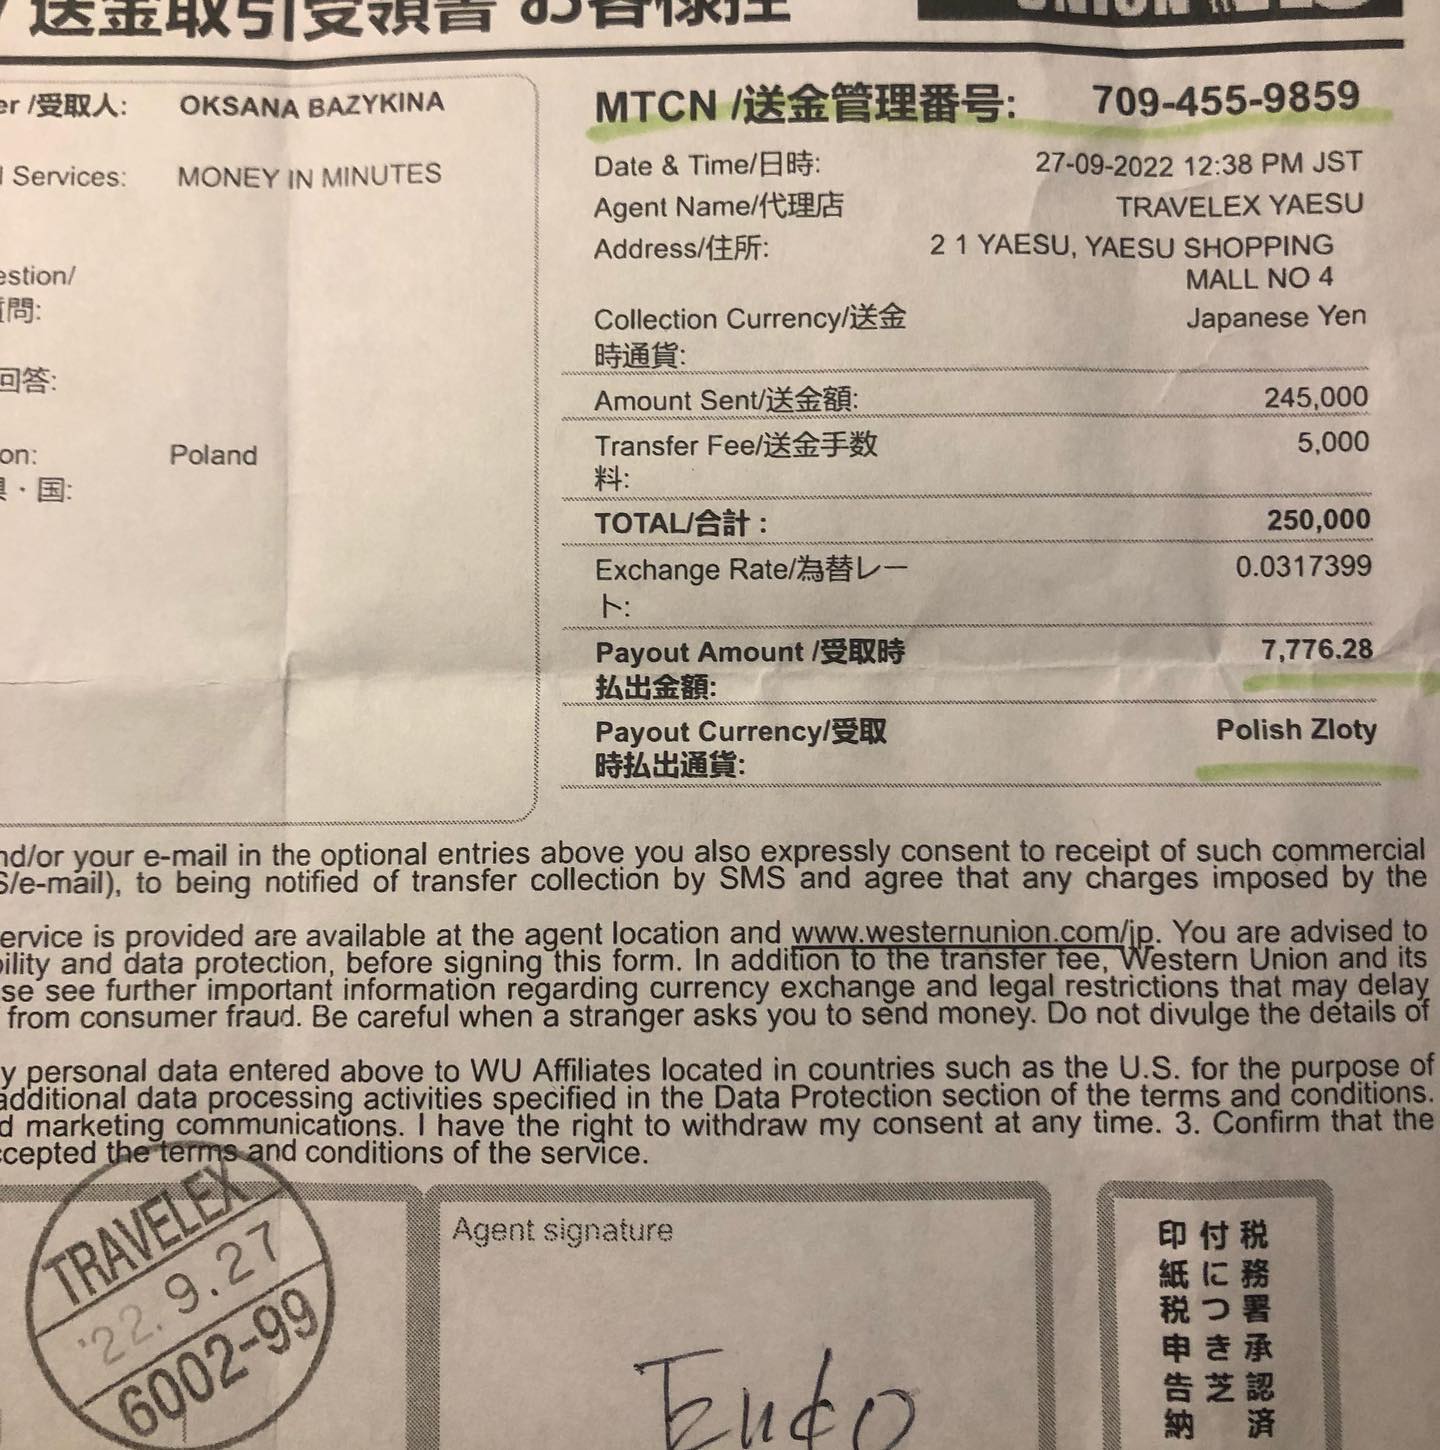 送金取引受領書 お客様控
UNION
er /受取人: OKSANA BAZYKINA
l Services: MONEY IN MINUTES
estion/
質問:
回答:
on: Poland
県・国:
MTCN /送金管理番号: 709-455-9859
Date & Time/日時: 27-09-2022 12:38 PM JST
Agent Name/代理店 TRAVELEX YAESU
Address/住所: 2 1 YAESU, YAESU SHOPPING
MALL NO 4
Collection Currency/送金 Japanese Yen
時通貨:
Amount Sent/送金額: 245,000
Transfer Fee/送金手数 5,000
料:
TOTAL/合計 : 250,000
Exchange Rate/為替レー 0.0317399
ト:
Payout Amount /受取時 7,776.28
払出金額:
Payout Currency/受取 Polish Zloty
時払出通貨:
nd/or your e-mail in the optional entries above you also expressly consent to receipt of such commercial
S/e-mail), to being notified of transfer collection by SMS and agree that any charges imposed by the
ervice is provided are available at the agent location and www.westernunion.com/jp. You are advised to
bility and data protection, before signing this form. In addition to the transfer fee, Western Union and its
se see further important information regarding currency exchange and legal restrictions that may delay
from consumer fraud. Be careful when a stranger asks you to send money. Do not divulge the details of
y personal data entered above to WU Affiliates located in countries such as the U.S. for the purpose of
additional data processing activities specified in the Data Protection section of the terms and conditions.
d marketing communications. I have the right to withdraw my consent at any time. 3. Confirm that the
ccepted the terms and conditions of the service.
TRAVELEX
'22. 9.27
6002-99
Agent signature
Endo
税務署承認済
付につき芝
印紙税申告納